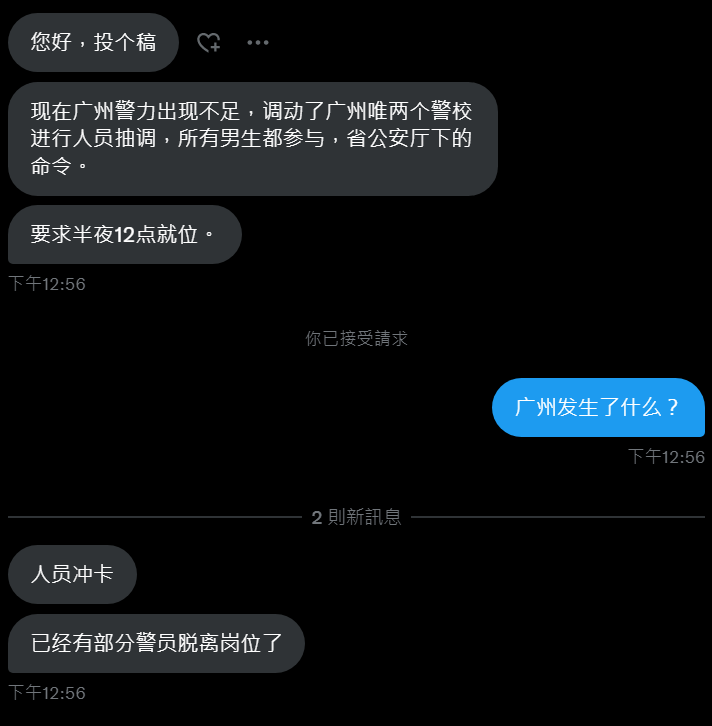 您好，投个稿
现在广州警力出现不足，调动了广州唯两个警校
进行人员抽调，所有男生都参与，省公安厅下的
命令。
要求半夜12点就位。
下午12:56
你已接受請求
广州发生了什么？
下午12:56
2 則新訊息
人员冲卡
已经有部分警员脱离岗位了
下午12:56